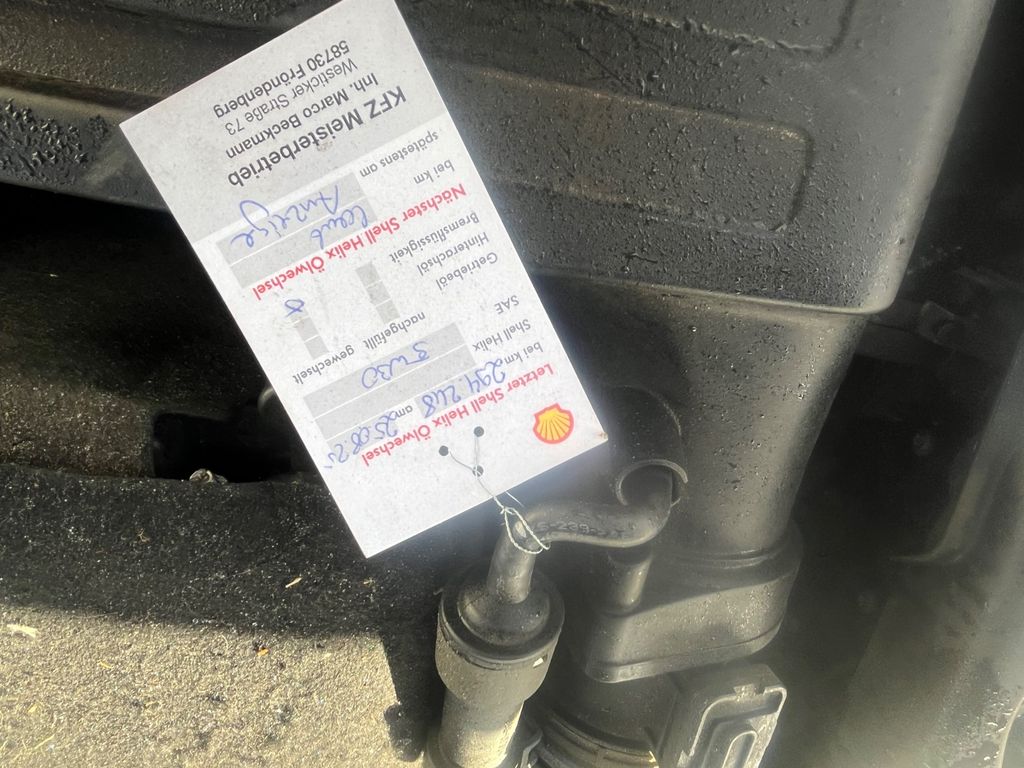 Letzter Shell Helix Ölwechsel
bei km 294.248 am 25.08.2
Shell Helix 5W30
SAE
nachgefüllt gewechselt
Getriebeöl
Hinterachsöl
Bremsflüssigkeit
Nächster Shell Helix Ölwechsel
bei km laut
spätestens am Anzeige
KFZ Meisterbetrieb
Inh. Marco Beckmann
Westicker Straße 73
58730 Fröndenberg